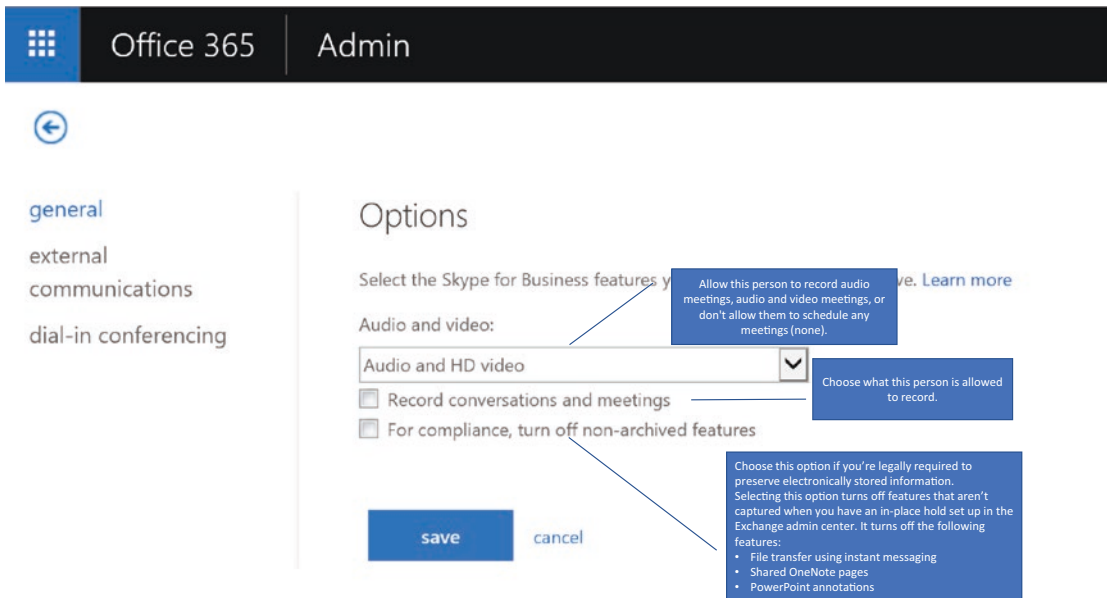 Office 365
Admin
general
external
communications
dial-in conferencing
Options
Select the Skype for Business features y
ve. Learn more
Allow this person to record audio
meetings, audio and video meetings, or
don't allow them to schedule any
meetings (none).
Audio and video:
Audio and HD video
Record conversations and meetings
Choose what this person is allowed
to record.
For compliance, turn off non-archived features
Choose this option if you’re legally required to
preserve electronically stored information.
Selecting this option turns off features that aren’t
captured when you have an in-place hold set up in the
Exchange admin center. It turns off the following
features:
• File transfer using instant messaging
• Shared OneNote pages
• PowerPoint annotations
save
cancel